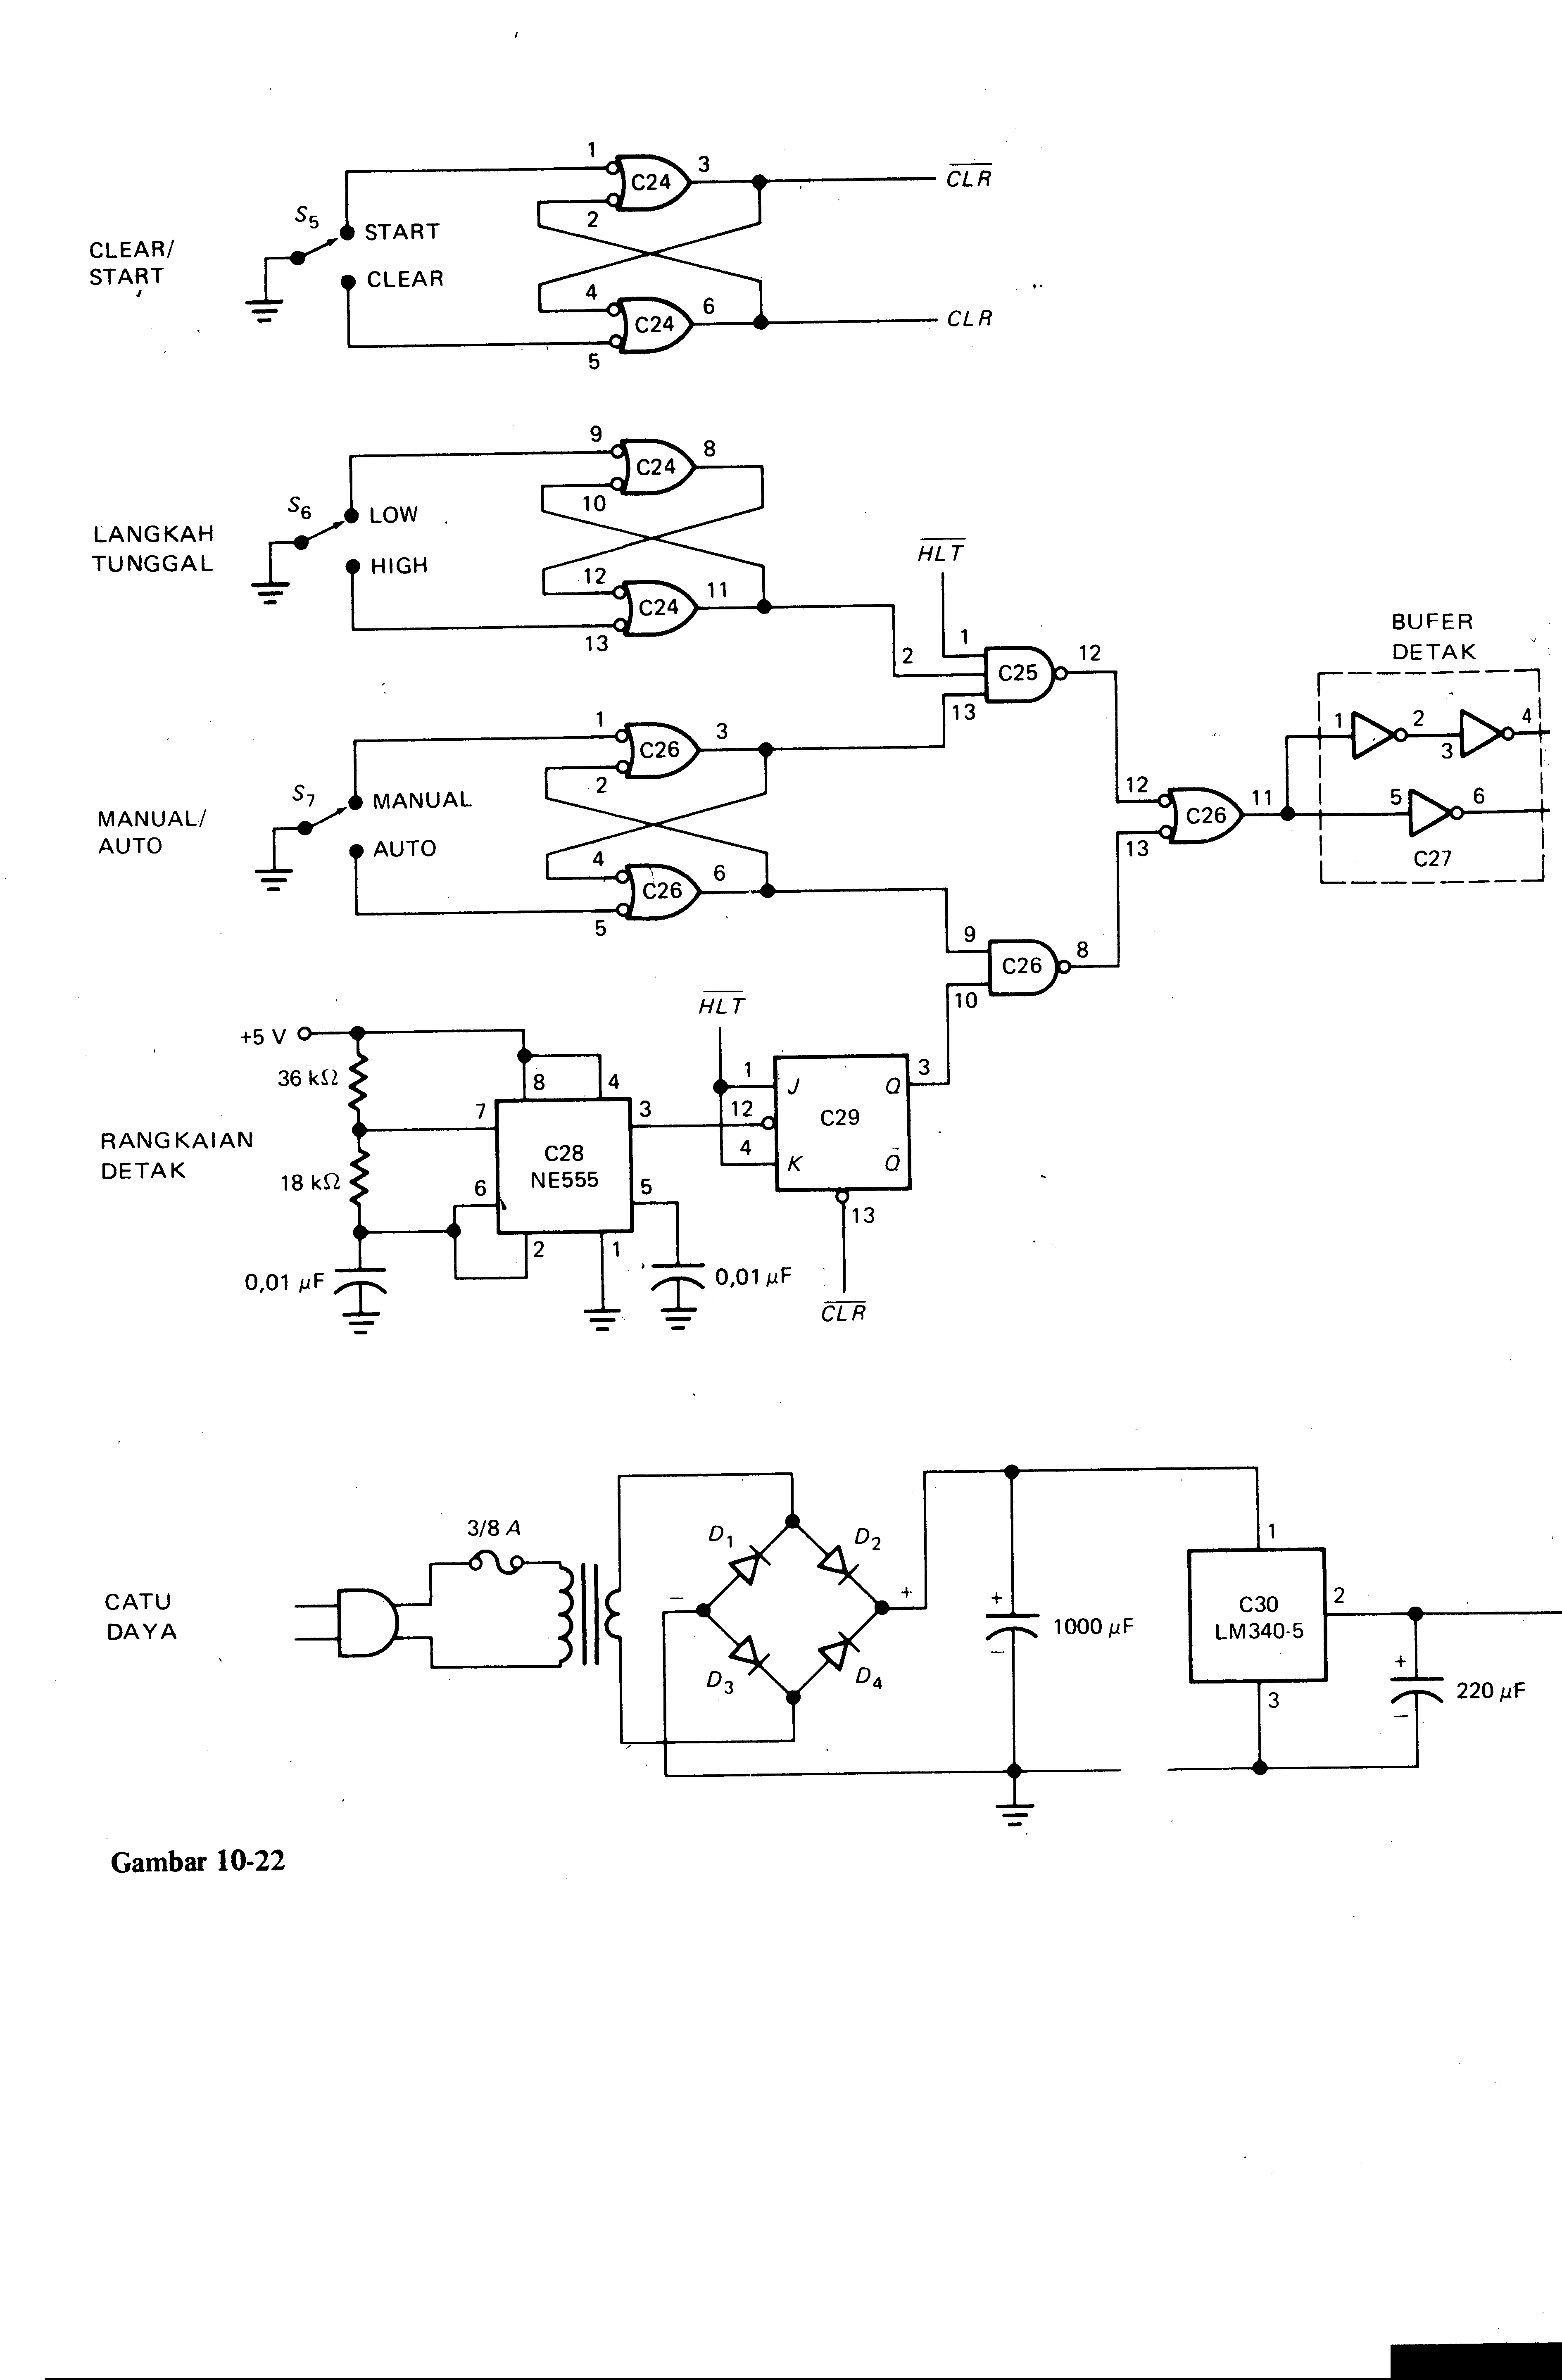 1
C24
3
CLR
2
S5
CLEAR/
START
START
CLEAR
4
C24
6
CLR
5
9
C24
8
10
S6
LANGKAH
TUNGGAL
LOW
HIGH
12
C24
11
13
HLT
1
2
C25
12
13
BUFER
DETAK
1
2
3
4
5
6
C27
1
C26
3
2
S7
MANUAL/
AUTO
MANUAL
AUTO
4
C26
6
5
12
C26
11
13
9
C26
8
10
HLT
+5 V
36 kΩ
RANGKAIAN
DETAK
18 kΩ
0,01 μF
8
4
7
3
C28
NE555
6
5
2
1
0,01 μF
1
J
Q
3
12
C29
4
K
Q̄
13
CLR
3/8 A
CATU
DAYA
D1
D2
−
+
D3
D4
+
1000 μF
−
1
C30
LM340-5
2
3
+
220 μF
−
Gambar 10-22